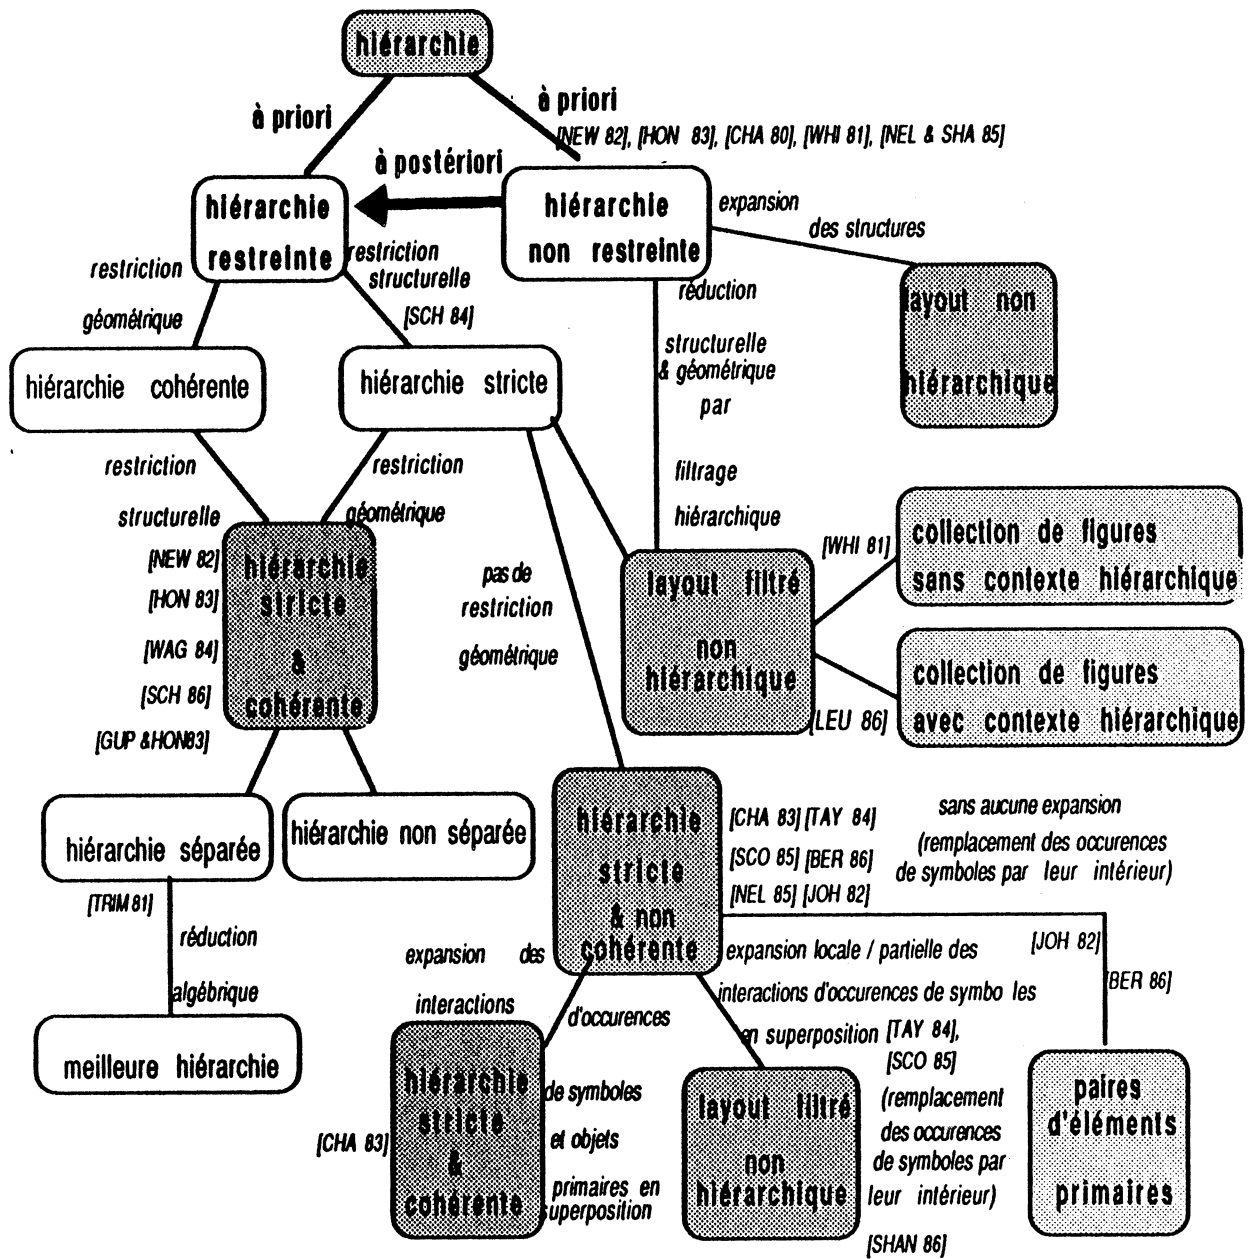 hiérarchie
à priori
à priori
[NEW 82], [HON 83], [CHA 80], [WHI 81], [NEL & SHA 85]
à postériori
hiérarchie
restreinte
hiérarchie
non restreinte
expansion
des structures
restriction
géométrique
restriction
structurelle
[SCH 84]
réduction
structurelle
& géométrique
par
filtrage
hiérarchique
layout non
hiérarchique
hiérarchie cohérente
hiérarchie stricte
restriction
structurelle
restriction
géométrique
[NEW 82]
[HON 83]
[WAG 84]
[SCH 86]
[GUP &HON83]
hiérarchie
stricte
&
cohérente
pas de
restriction
géométrique
layout filtré
non
hiérarchique
[WHI 81]
collection de figures
sans contexte hiérarchique
[LEU 86]
collection de figures
avec contexte hiérarchique
hiérarchie séparée
hiérarchie non séparée
[TRIM 81]
réduction
algébrique
meilleure hiérarchie
hiérarchie
stricte
& non
cohérente
[CHA 83] [TAY 84]
[SCO 85] [BER 86]
[NEL 85] [JOH 82]
sans aucune expansion
(remplacement des occurences
de symboles par leur intérieur)
[JOH 82]
[BER 86]
expansion des
interactions
d'occurences
de symboles
et objets
primaires en
superposition
[CHA 83]
hiérarchie
stricte
&
cohérente
expansion locale / partielle des
interactions d'occurences de symbo les
en superposition [TAY 84],
[SCO 85]
(remplacement
des occurences
de symboles par
leur intérieur)
[SHAN 86]
layout filtré
non
hiérarchique
paires
d'éléments
primaires